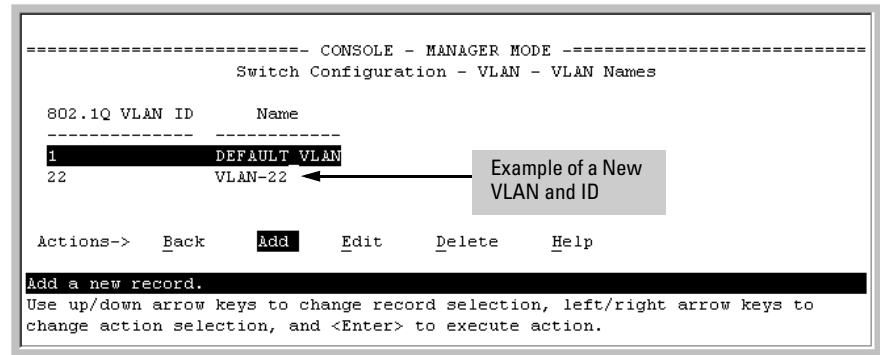 ===========================- CONSOLE - MANAGER MODE -============================
Switch Configuration - VLAN - VLAN Names
802.1Q VLAN ID Name
-------------- ------------
1 DEFAULT_VLAN
22 VLAN-22
Example of a New
VLAN and ID
Actions-> Back Add Edit Delete Help
Add a new record.
Use up/down arrow keys to change record selection, left/right arrow keys to
change action selection, and <Enter> to execute action.